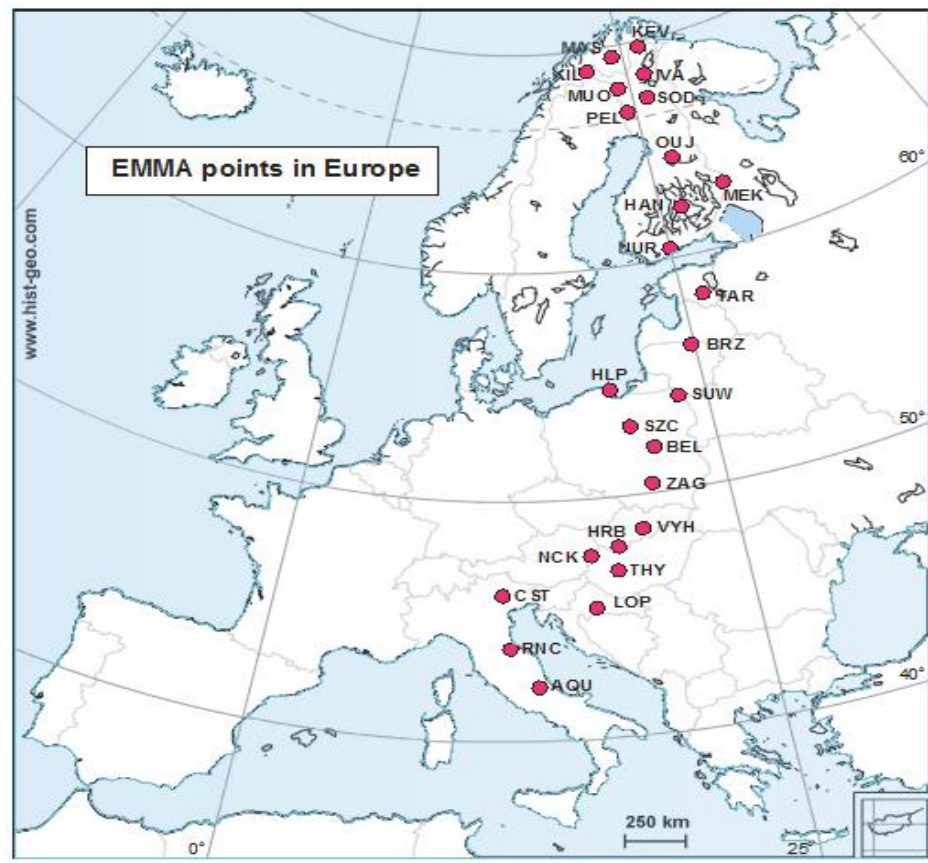 KEV
MAS
KIL
IVA
MUO
SOD
PEL
OUJ
60°
EMMA points in Europe
MEK
HAN
NUR
www.hist-geo.com
TAR
BRZ
HLP
SUW
50°
SZC
BEL
ZAG
VYH
HRB
NCK
THY
CST
LOP
RNC
40°
AQU
250 km
0°
25°